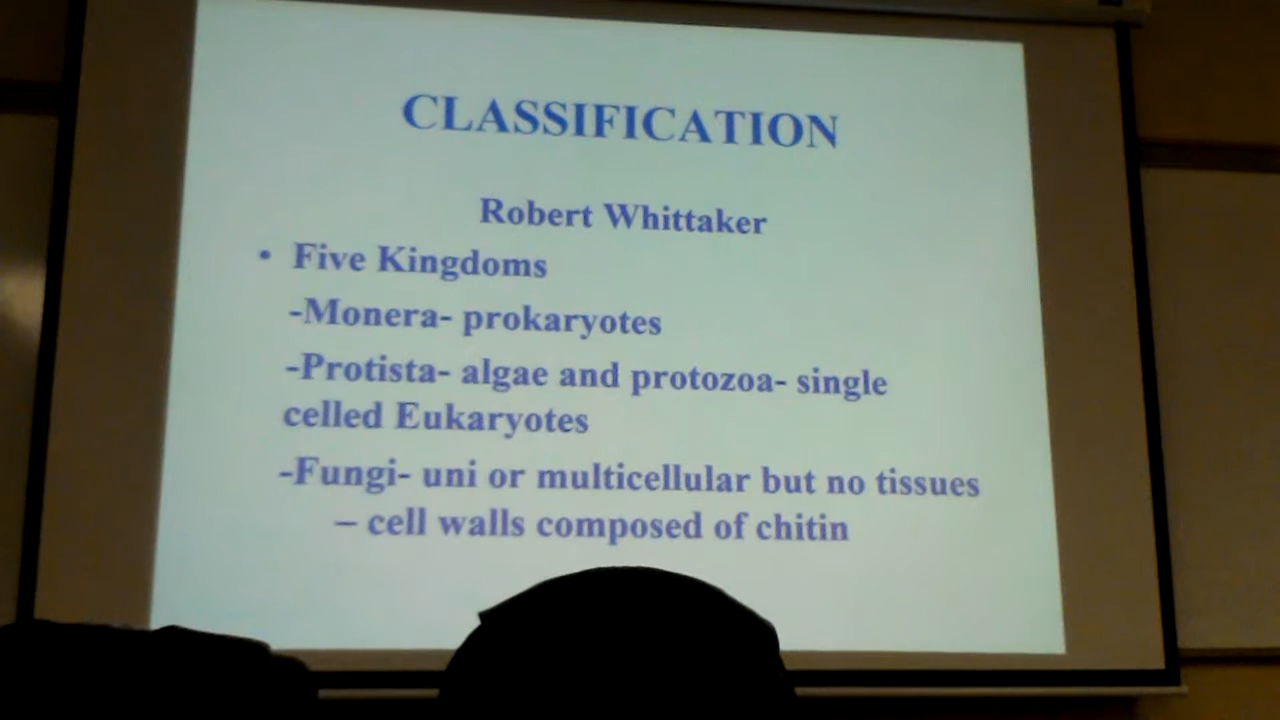 CLASSIFICATION
Robert Whittaker
• Five Kingdoms
-Monera- prokaryotes
-Protista- algae and protozoa- single
celled Eukaryotes
-Fungi- uni or multicellular but no tissues
– cell walls composed of chitin